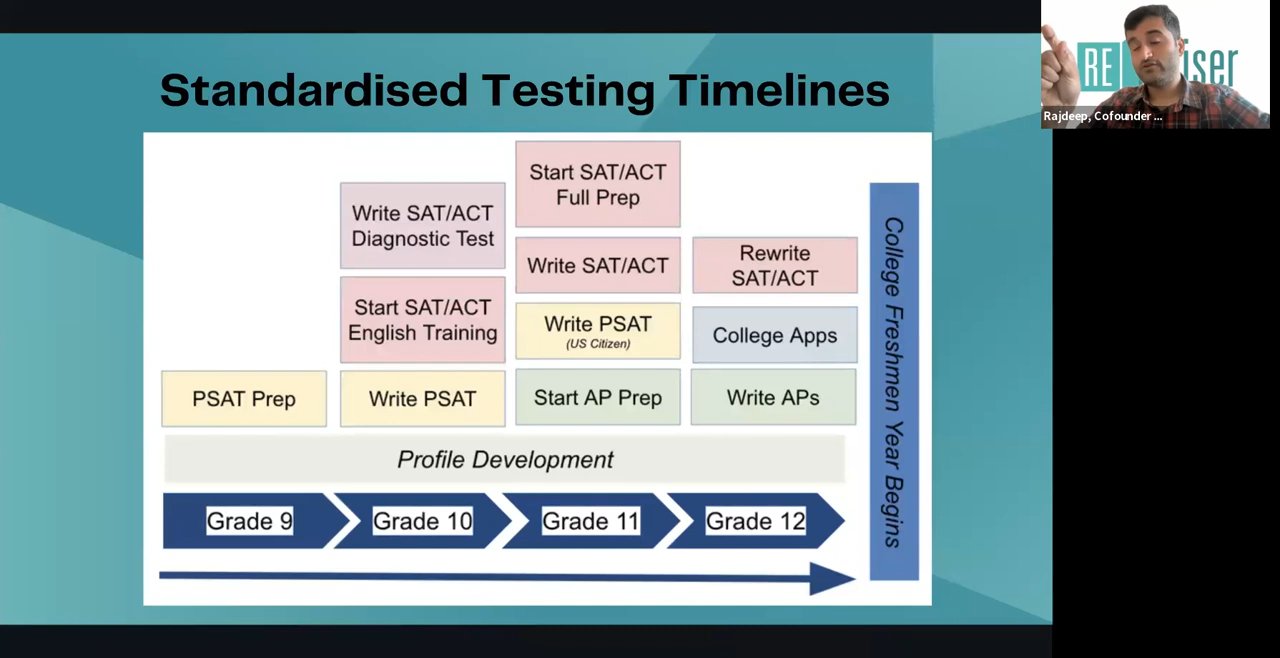 Standardised Testing Timelines
Start SAT/ACT
Full Prep
Write SAT/ACT
Diagnostic Test
Write SAT/ACT
Rewrite
SAT/ACT
Start SAT/ACT
English Training
Write PSAT
(US Citizen)
College Apps
PSAT Prep
Write PSAT
Start AP Prep
Write APs
Profile Development
Grade 9
Grade 10
Grade 11
Grade 12
College Freshmen Year Begins
RE
iser
Rajdeep, Cofounder ...